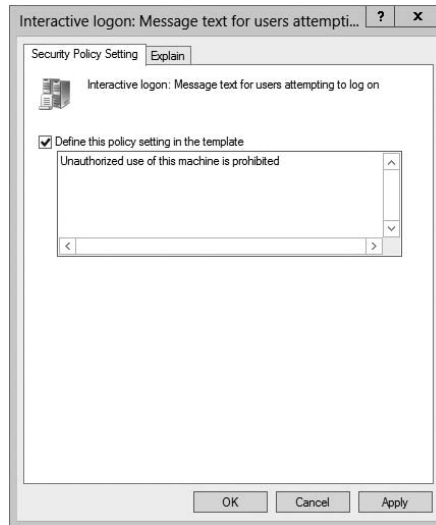 Interactive logon: Message text for users attempti... ? x
Security Policy Setting Explain
Interactive logon: Message text for users attempting to log on
Define this policy setting in the template
Unauthorized use of this machine is prohibited
OK Cancel Apply